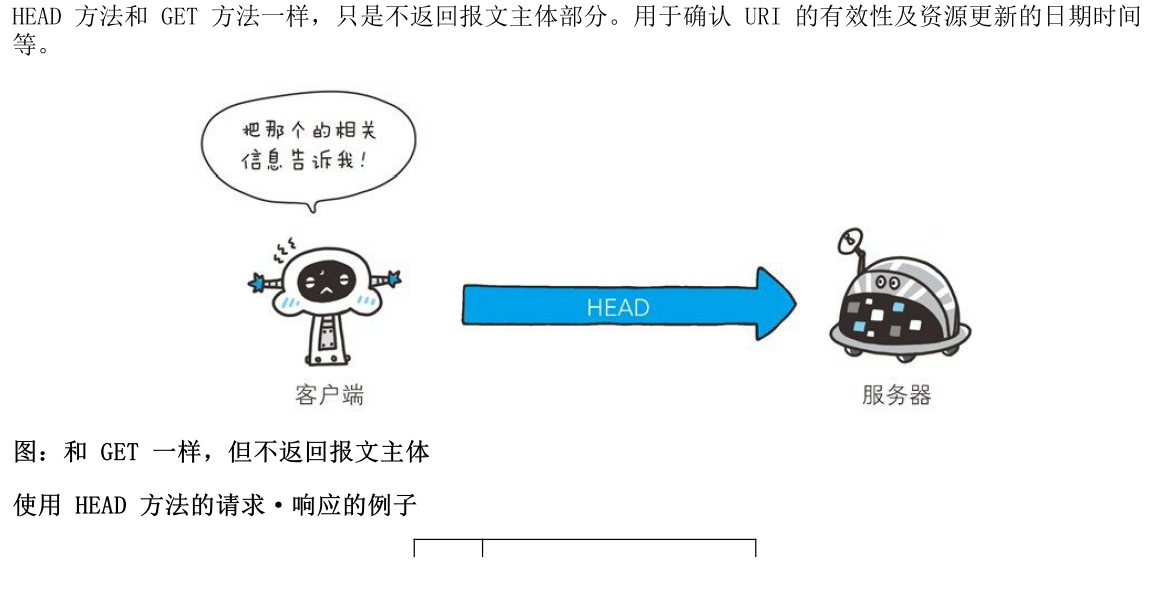 HEAD 方法和 GET 方法一样，只是不返回报文主体部分。用于确认 URI 的有效性及资源更新的日期时间
等。
把那个的相关
信息告诉我！
HEAD
客户端
服务器
图：和 GET 一样，但不返回报文主体
使用 HEAD 方法的请求·响应的例子